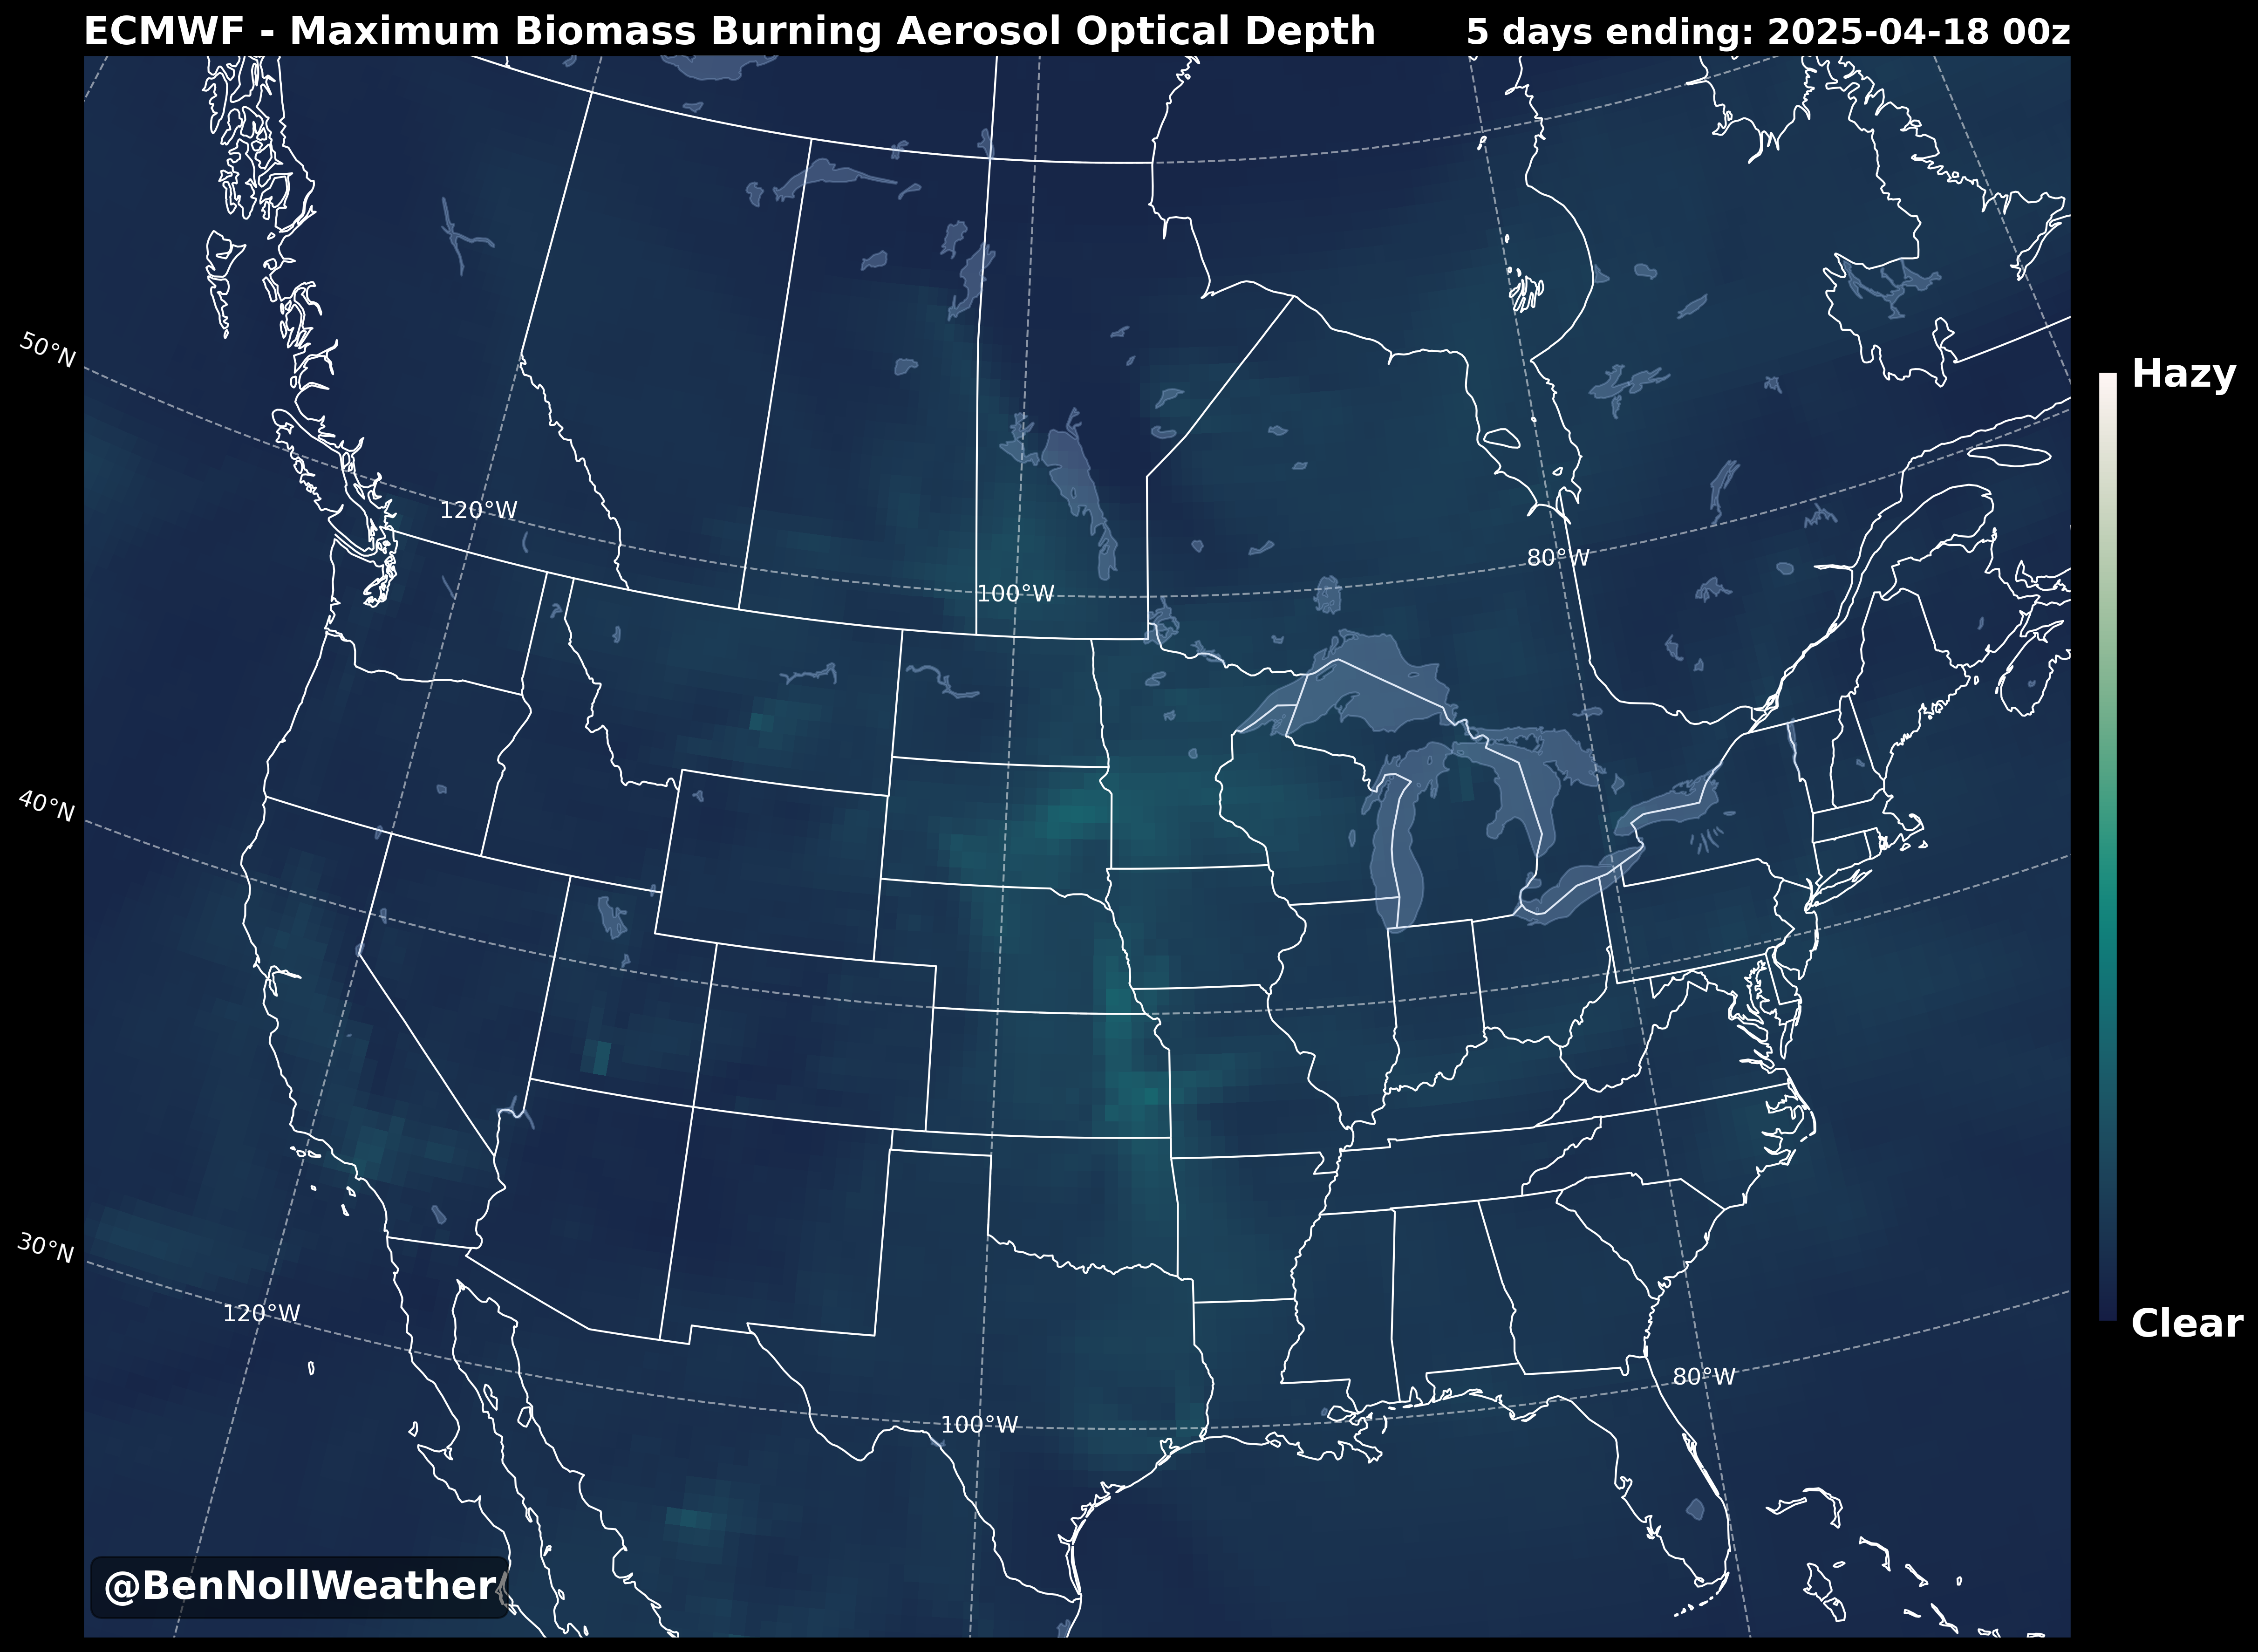 ECMWF - Maximum Biomass Burning Aerosol Optical Depth
5 days ending: 2025-04-18 00z
50°N
Hazy
120°W
80°W
100°W
40°N
30°N
120°W
Clear
80°W
100°W
@BenNollWeather